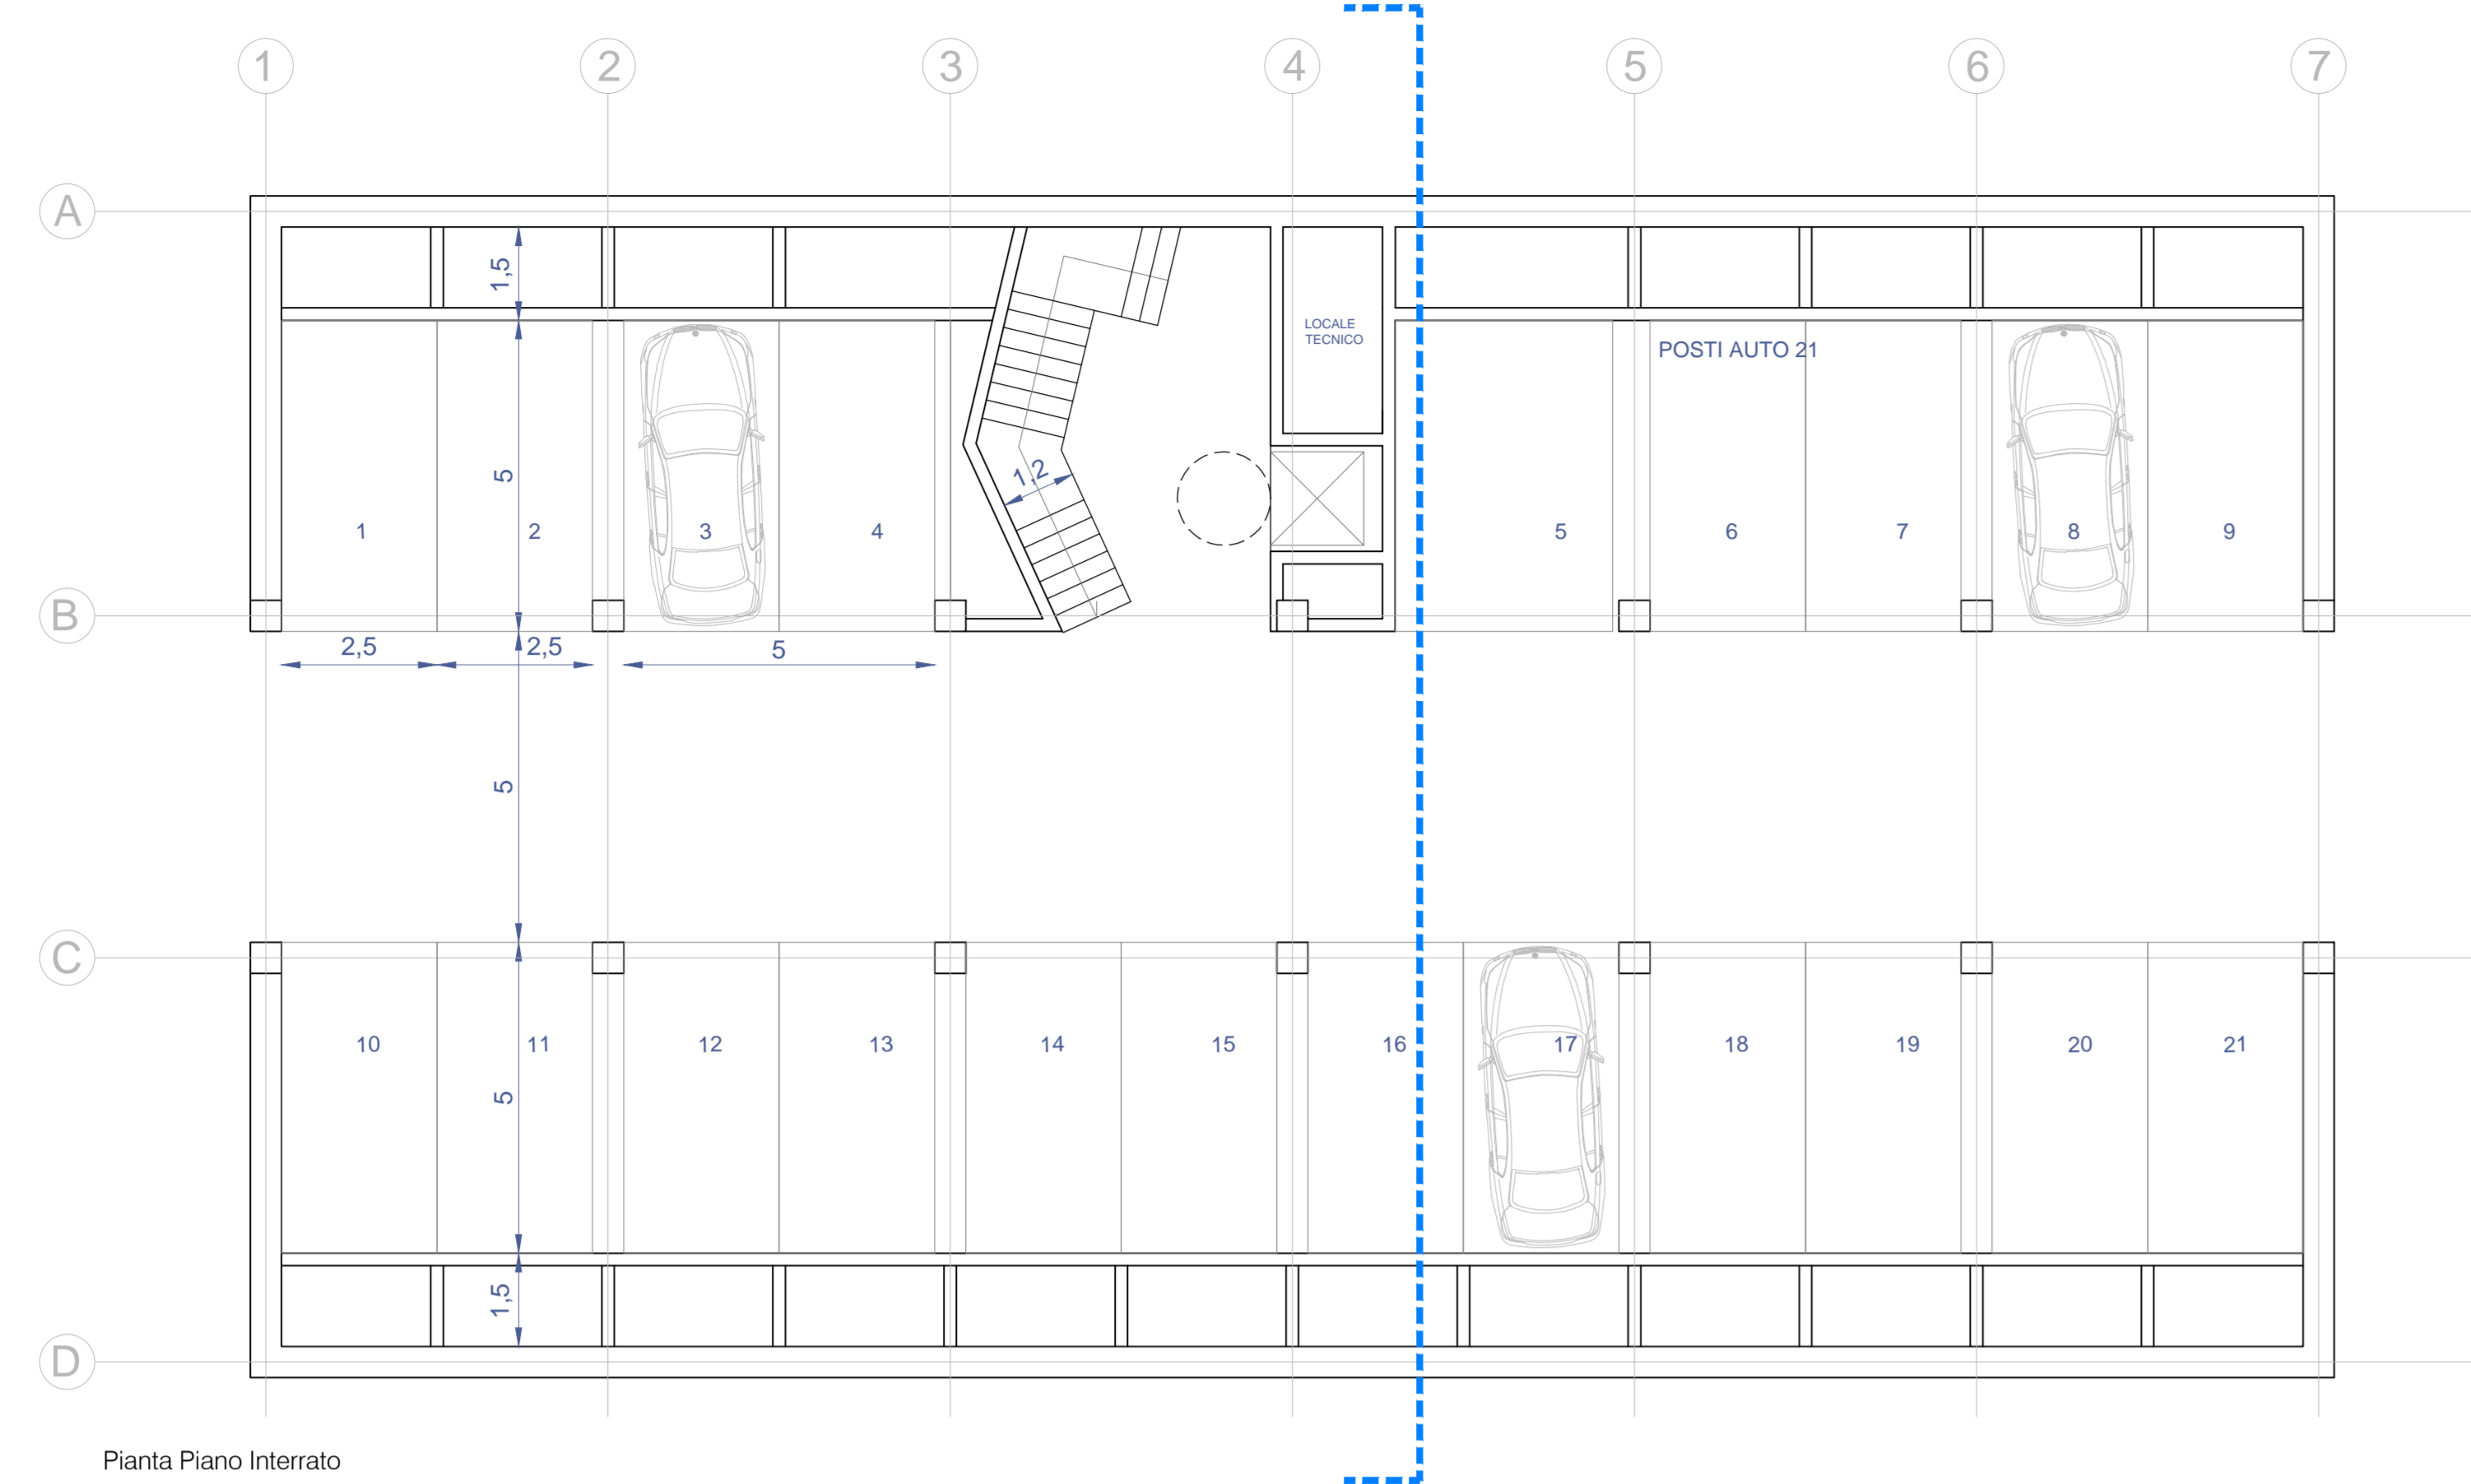 1 2 3 4 5 6 7
A
1,5
LOCALE
TECNICO
POSTI AUTO 21
5
1,2
1 2 3 4 5 6 7 8 9
B
2,5 2,5 5
5
C
10 11 12 13 14 15 16 17 18 19 20 21
5
1,5
D
Pianta Piano Interrato